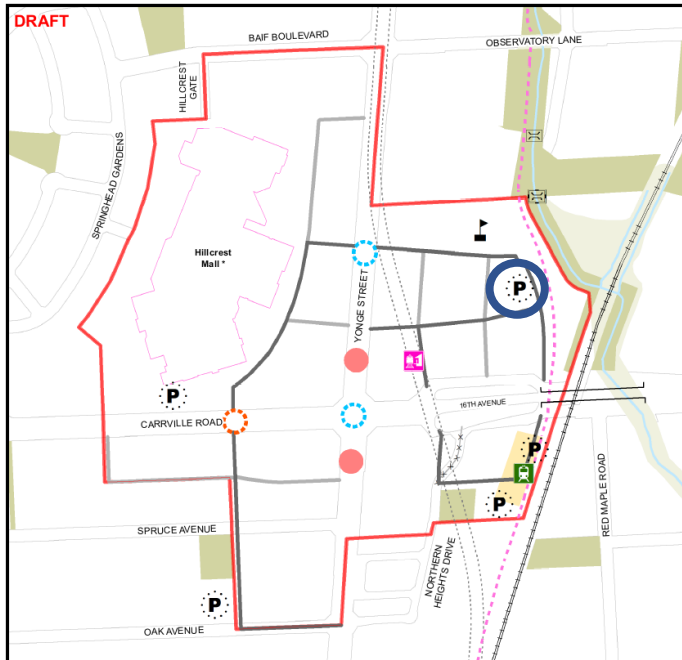 DRAFT
BAIF BOULEVARD
OBSERVATORY LANE
HILLCREST
GATE
SPRINGHEAD GARDENS
Hillcrest
Mall *
YONGE STREET
P
P
16TH AVENUE
CARRVILLE ROAD
P
P
RED MAPLE ROAD
SPRUCE AVENUE
NORTHERN
HEIGHTS DRIVE
P
OAK AVENUE